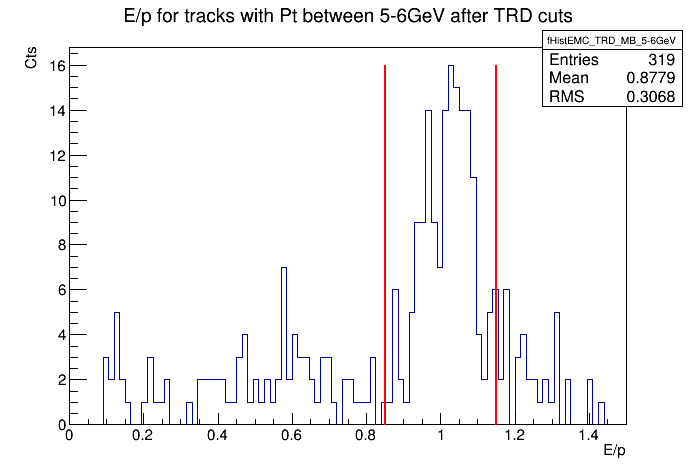 E/p for tracks with Pt between 5-6GeV after TRD cuts
fHistEMC_TRD_MB_5-6GeV
Entries 319
Mean 0.8779
RMS 0.3068
Cts
16
14
12
10
8
6
4
2
0
0 0.2 0.4 0.6 0.8 1 1.2 1.4
E/p